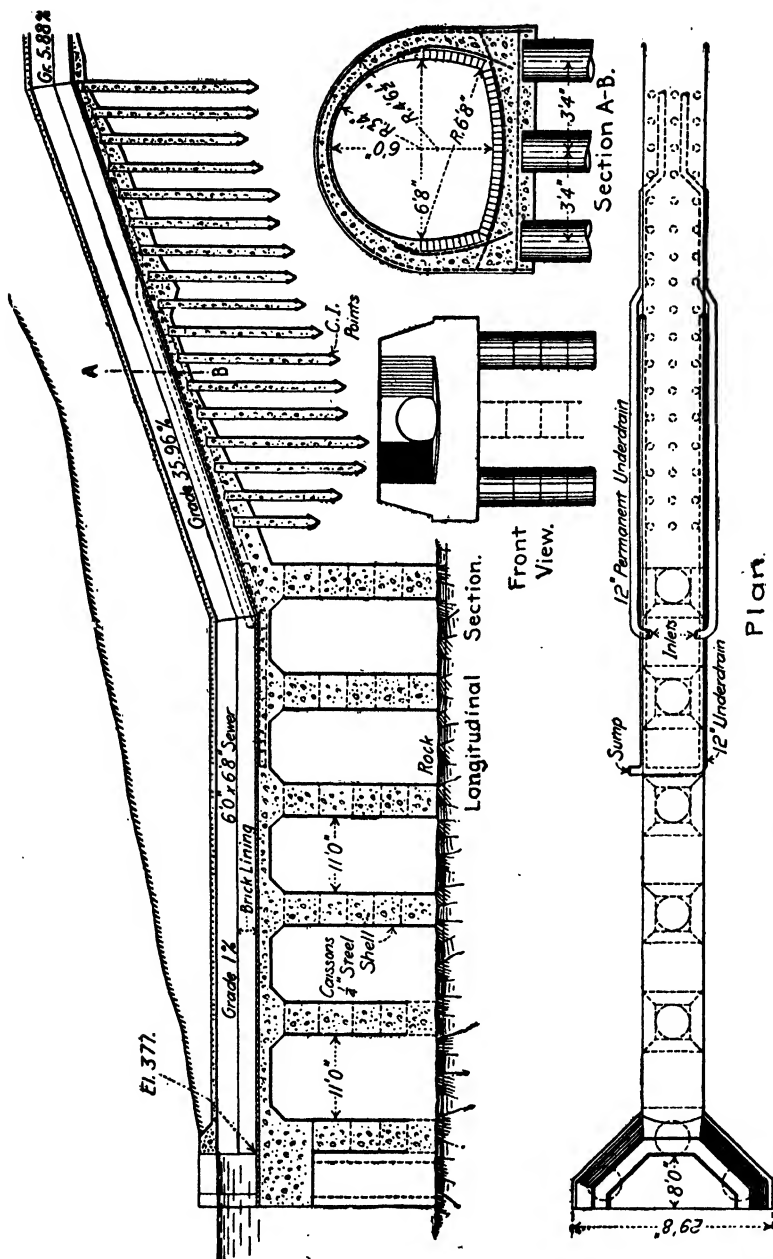 Gr. 5.88%
A
B
Grade 35.96%
C.I.
Points
6'0" x 6'8" Sewer
Brick Lining
Grade 1%
El. 377.
Rock
11'0"
Caissons
¼" Steel
Shell
11'0"
Longitudinal Section.
R.4'6½"
R.3'4"
6'0"
R.6'8"
6'8"
3'4"
3'4"
Section A-B.
Front
View.
12" Permanent Underdrain
Inlets
12" Underdrain
Sump
8'0"
29'8"
Plan.